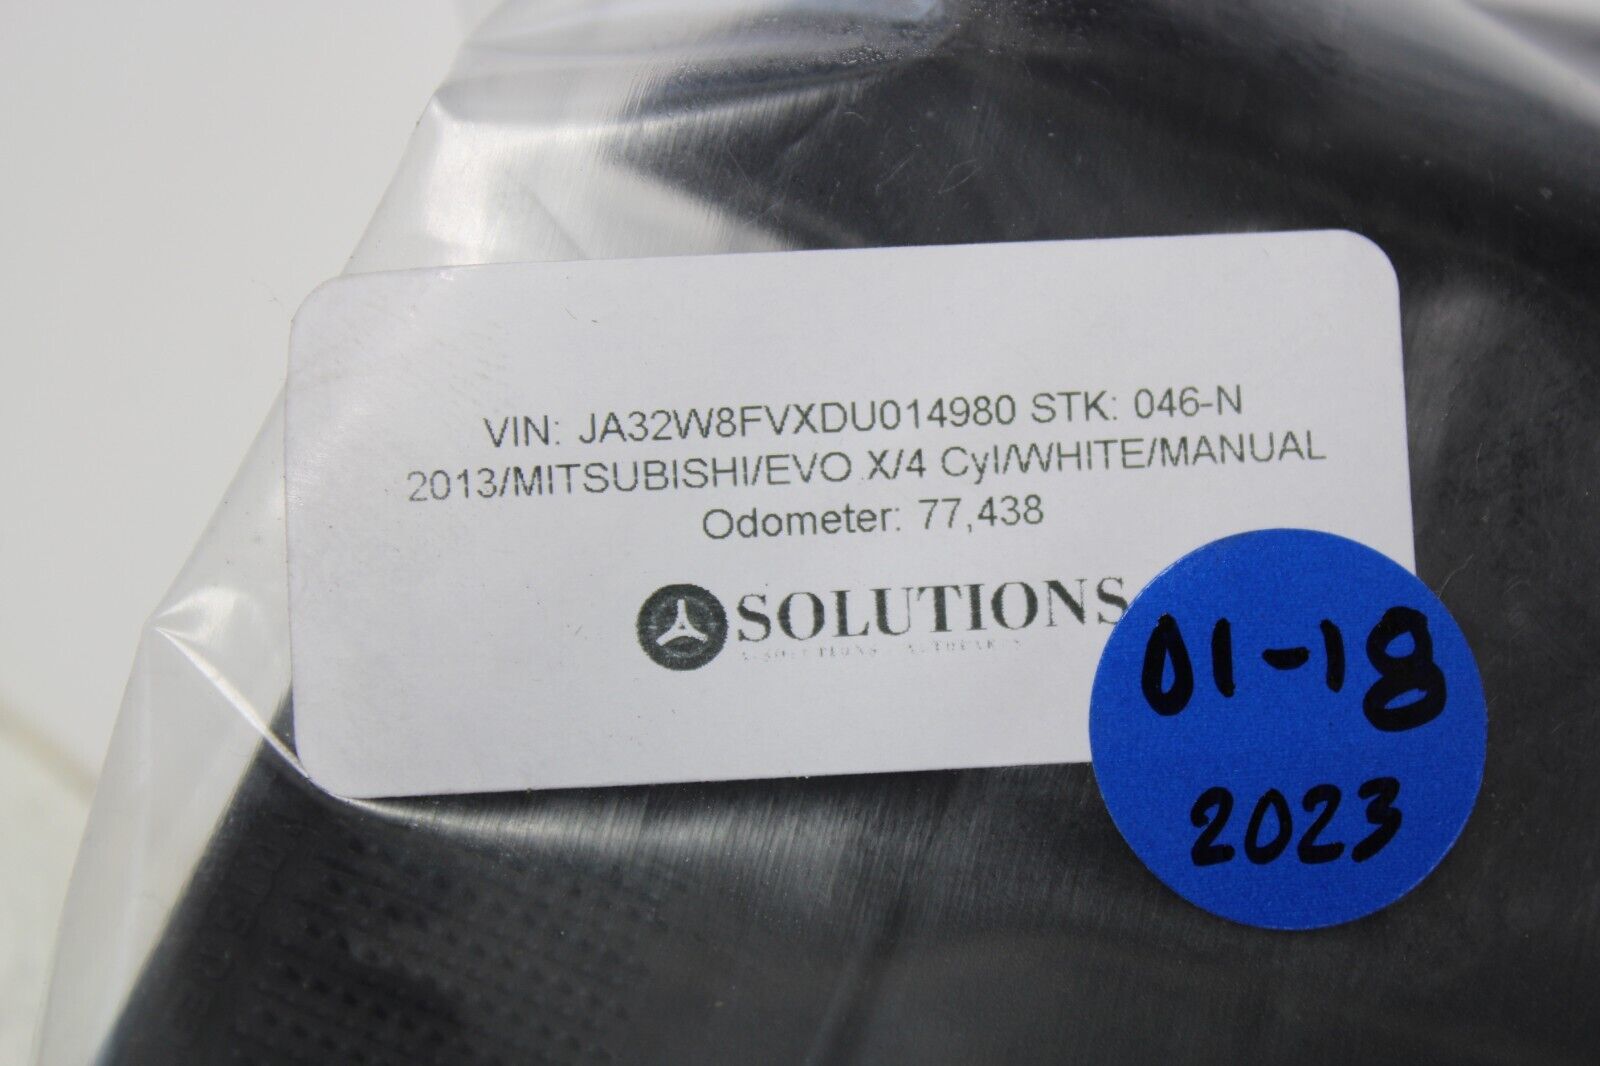 VIN: JA32W8FVXDU014980 STK: 046-N
2013/MITSUBISHI/EVO X/4 Cyl/WHITE/MANUAL
Odometer: 77,438
SOLUTIONS
01-18
2023